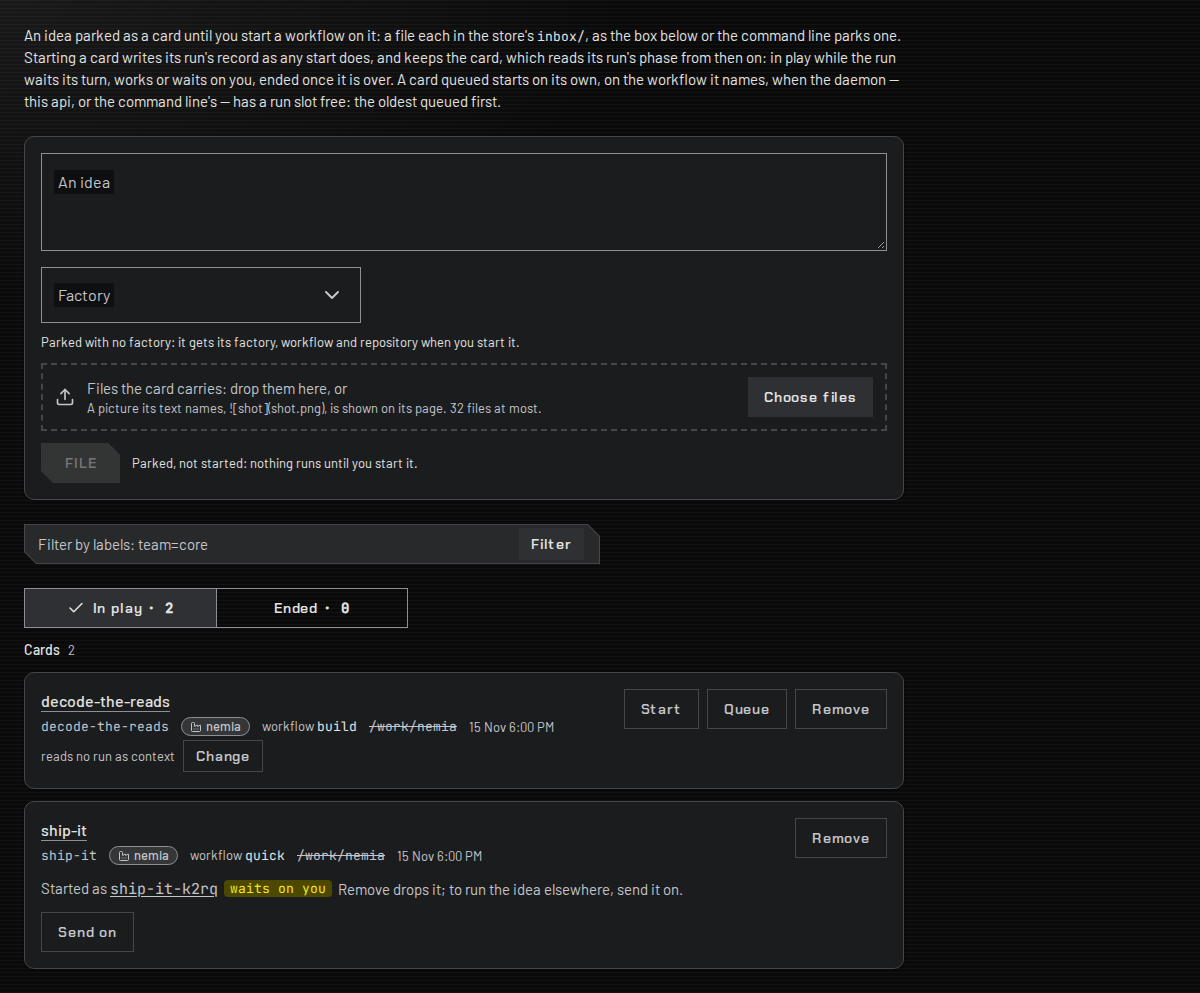 An idea parked as a card until you start a workflow on it: a file each in the store's inbox/, as the box below or the command line parks one.
Starting a card writes its run's record as any start does, and keeps the card, which reads its run's phase from then on: in play while the run
waits its turn, works or waits on you, ended once it is over. A card queued starts on its own, on the workflow it names, when the daemon —
this api, or the command line's — has a run slot free: the oldest queued first.
An idea
Factory
Parked with no factory: it gets its factory, workflow and repository when you start it.
Files the card carries: drop them here, or
A picture its text names, ![shot](shot.png), is shown on its page. 32 files at most.
Choose files
FILE
Parked, not started: nothing runs until you start it.
Filter by labels: team=core
Filter
In play • 2
Ended • 0
Cards 2
decode-the-reads
decode-the-reads nemia workflow build /work/nemia 15 Nov 6:00 PM
Start Queue Remove
reads no run as context Change
ship-it
ship-it nemia workflow quick /work/nemia 15 Nov 6:00 PM
Remove
Started as ship-it-k2rq waits on you Remove drops it; to run the idea elsewhere, send it on.
Send on